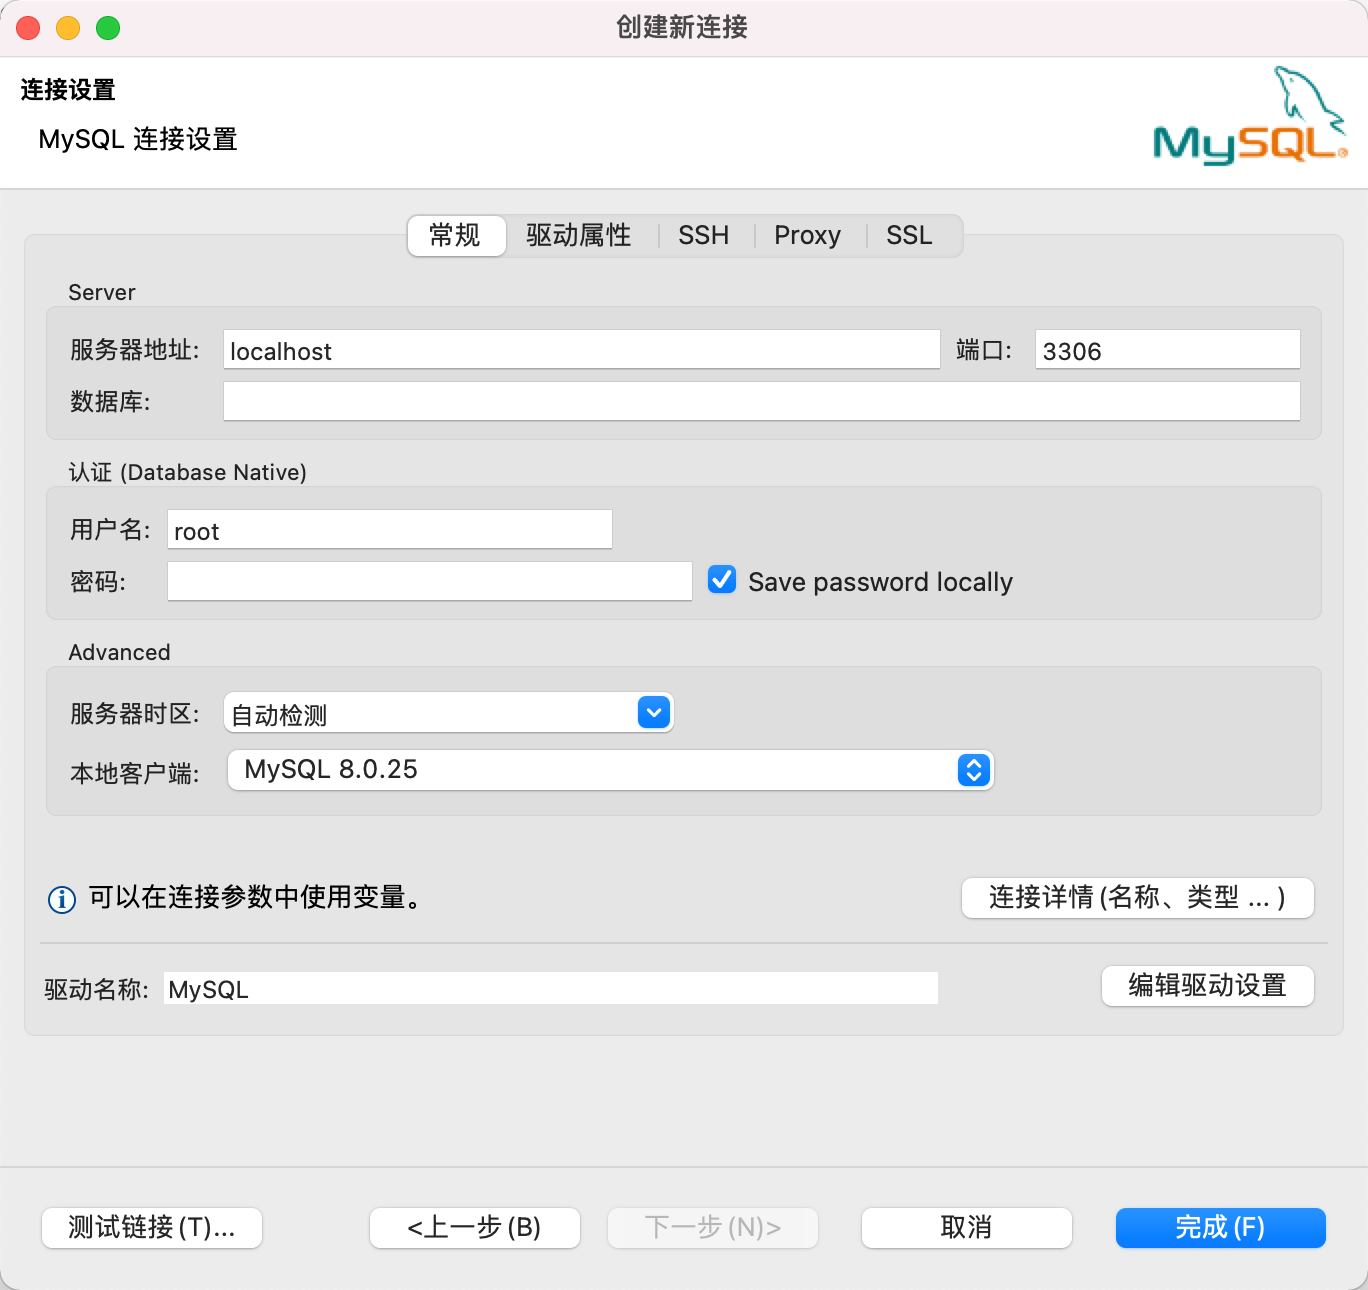 创建新连接
连接设置
MySQL 连接设置
MySQL®
常规 驱动属性 SSH Proxy SSL
Server
服务器地址: localhost 端口: 3306
数据库:
认证 (Database Native)
用户名: root
密码: Save password locally
Advanced
服务器时区: 自动检测
本地客户端: MySQL 8.0.25
可以在连接参数中使用变量。 连接详情(名称、类型 ... )
驱动名称: MySQL 编辑驱动设置
测试链接(T)... <上一步(B) 下一步(N)> 取消 完成(F)